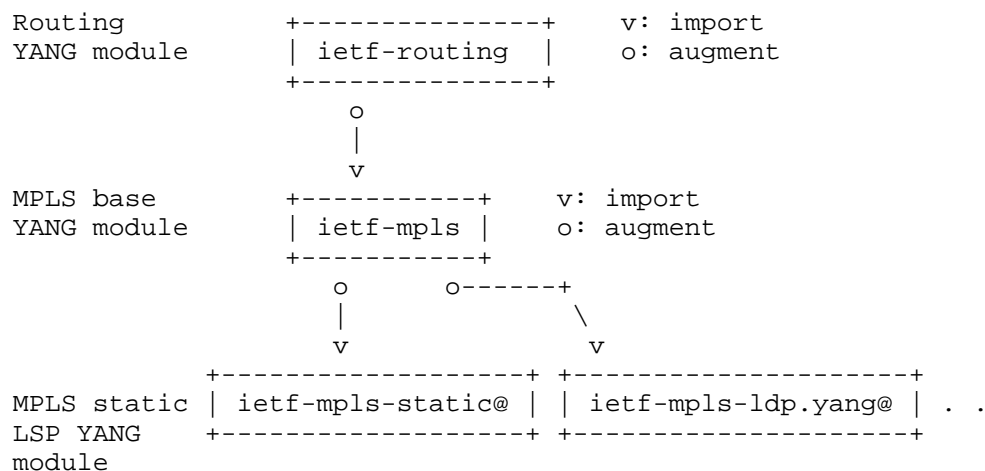 Routing          +---------------+    v: import
YANG module      | ietf-routing  |    o: augment
                 +---------------+
                     o
                     |
                     v
MPLS base        +-----------+    v: import
YANG module      | ietf-mpls |    o: augment
                 +-----------+
                    o      o------+
                    |              \
                    v               v
            +-------------------+ +---------------------+
MPLS static | ietf-mpls-static@ | | ietf-mpls-ldp.yang@ | . .
LSP YANG    +-------------------+ +---------------------+
module